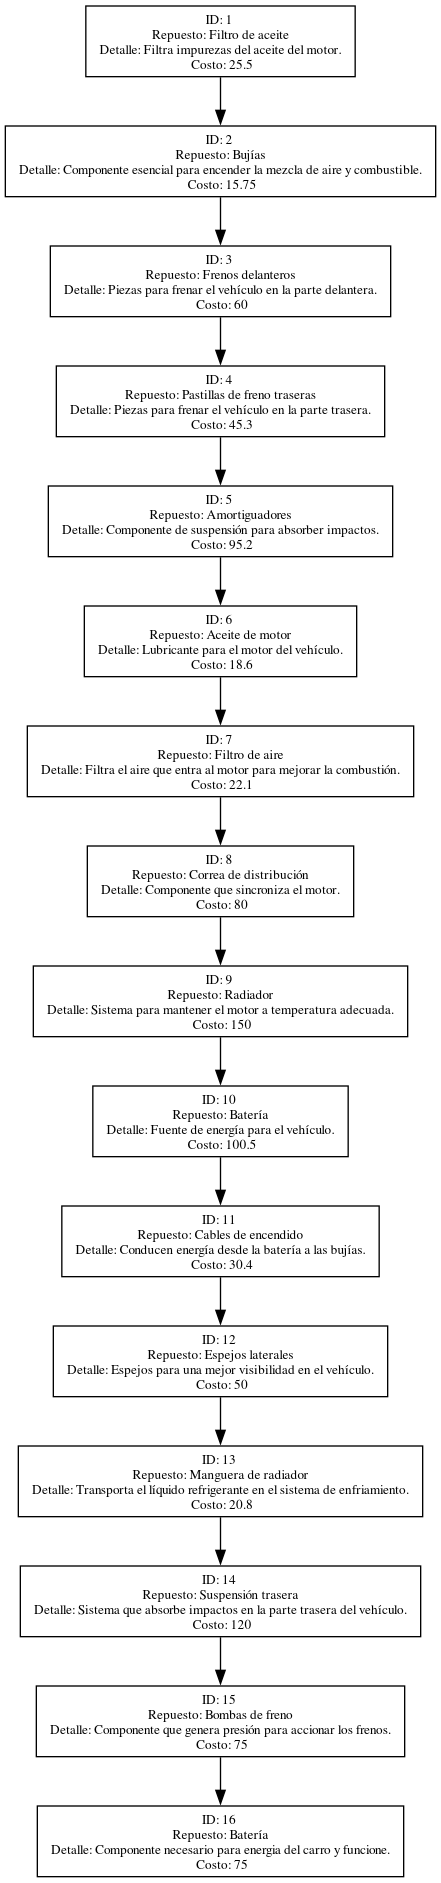 ID: 1
Repuesto: Filtro de aceite
Detalle: Filtra impurezas del aceite del motor.
Costo: 25.5
ID: 2
Repuesto: Bujías
Detalle: Componente esencial para encender la mezcla de aire y combustible.
Costo: 15.75
ID: 3
Repuesto: Frenos delanteros
Detalle: Piezas para frenar el vehículo en la parte delantera.
Costo: 60
ID: 4
Repuesto: Pastillas de freno traseras
Detalle: Piezas para frenar el vehículo en la parte trasera.
Costo: 45.3
ID: 5
Repuesto: Amortiguadores
Detalle: Componente de suspensión para absorber impactos.
Costo: 95.2
ID: 6
Repuesto: Aceite de motor
Detalle: Lubricante para el motor del vehículo.
Costo: 18.6
ID: 7
Repuesto: Filtro de aire
Detalle: Filtra el aire que entra al motor para mejorar la combustión.
Costo: 22.1
ID: 8
Repuesto: Correa de distribución
Detalle: Componente que sincroniza el motor.
Costo: 80
ID: 9
Repuesto: Radiador
Detalle: Sistema para mantener el motor a temperatura adecuada.
Costo: 150
ID: 10
Repuesto: Batería
Detalle: Fuente de energía para el vehículo.
Costo: 100.5
ID: 11
Repuesto: Cables de encendido
Detalle: Conducen energía desde la batería a las bujías.
Costo: 30.4
ID: 12
Repuesto: Espejos laterales
Detalle: Espejos para una mejor visibilidad en el vehículo.
Costo: 50
ID: 13
Repuesto: Manguera de radiador
Detalle: Transporta el líquido refrigerante en el sistema de enfriamiento.
Costo: 20.8
ID: 14
Repuesto: Suspensión trasera
Detalle: Sistema que absorbe impactos en la parte trasera del vehículo.
Costo: 120
ID: 15
Repuesto: Bombas de freno
Detalle: Componente que genera presión para accionar los frenos.
Costo: 75
ID: 16
Repuesto: Batería
Detalle: Componente necesario para energia del carro y funcione.
Costo: 75